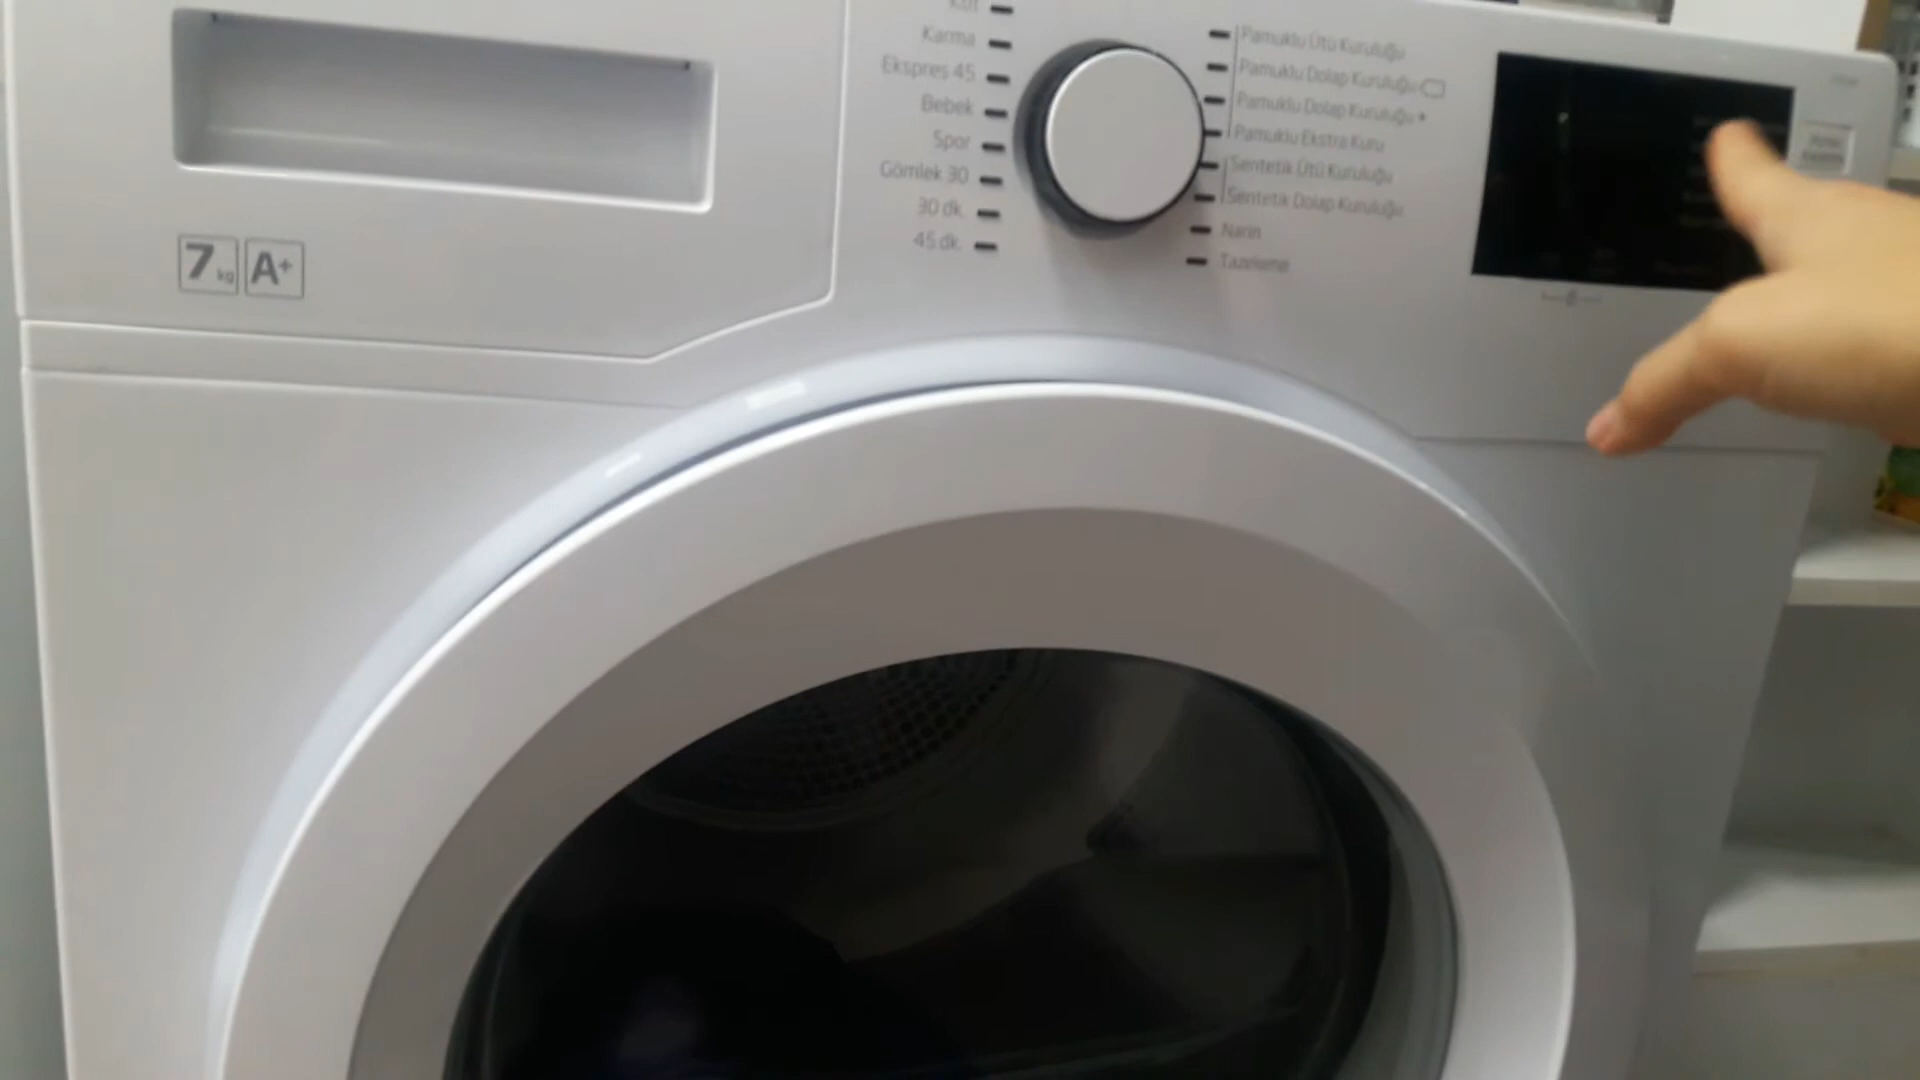 Kot
Karma
Ekspres 45
Bebek
Spor
Gömlek 30
30 dk.
45 dk.
Pamuklu Ütü Kuruluğu
Pamuklu Dolap Kuruluğu
Pamuklu Dolap Kuruluğu +
Pamuklu Ekstra Kuru
Sentetik Ütü Kuruluğu
Sentetik Dolap Kuruluğu
Narin
Tazeleme
7 kg
A+